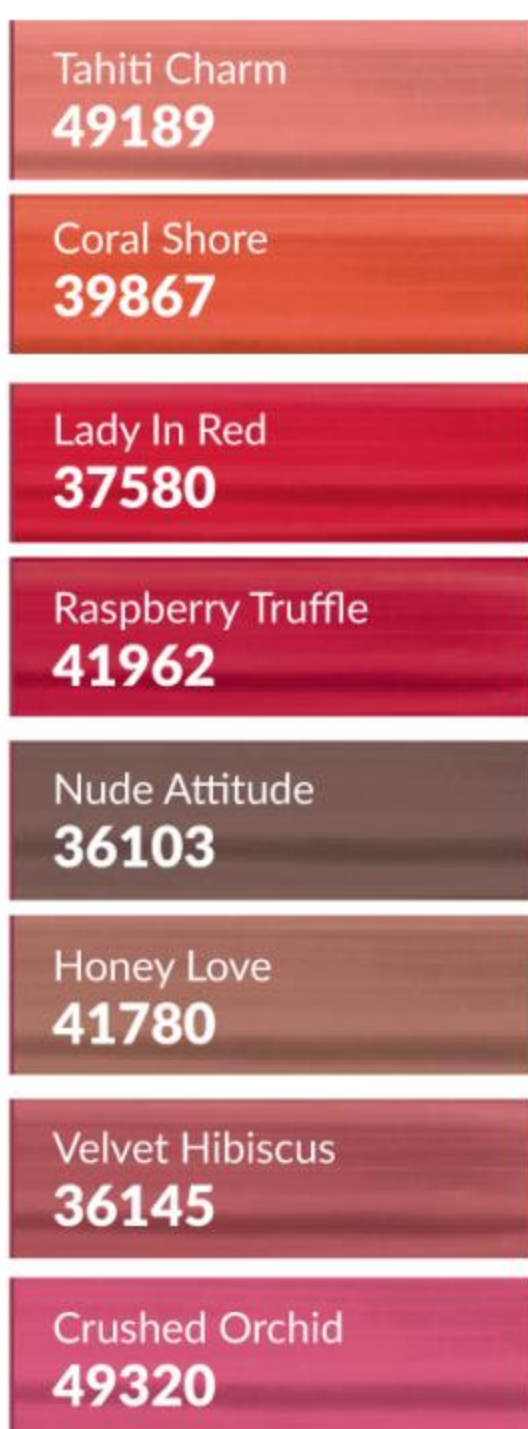 Tahiti Charm
49189
Coral Shore
39867
Lady In Red
37580
Raspberry Truffle
41962
Nude Attitude
36103
Honey Love
41780
Velvet Hibiscus
36145
Crushed Orchid
49320